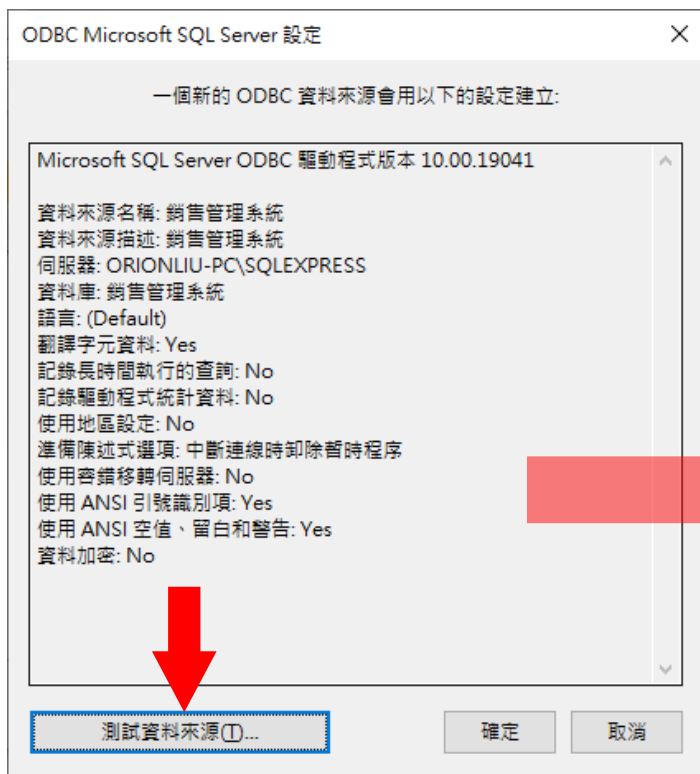 ODBC Microsoft SQL Server 設定
一個新的 ODBC 資料來源會用以下的設定建立:
Microsoft SQL Server ODBC 驅動程式版本 10.00.19041
資料來源名稱: 銷售管理系統
資料來源描述: 銷售管理系統
伺服器: ORIONLIU-PC\SQLEXPRESS
資料庫: 銷售管理系統
語言: (Default)
翻譯字元資料: Yes
記錄長時間執行的查詢: No
記錄驅動程式統計資料: No
使用地區設定: No
準備陳述式選項: 中斷連線時卸除暫時程序
使用容錯移轉伺服器: No
使用 ANSI 引號識別項: Yes
使用 ANSI 空值、留白和警告: Yes
資料加密: No
測試資料來源(T)...
確定
取消